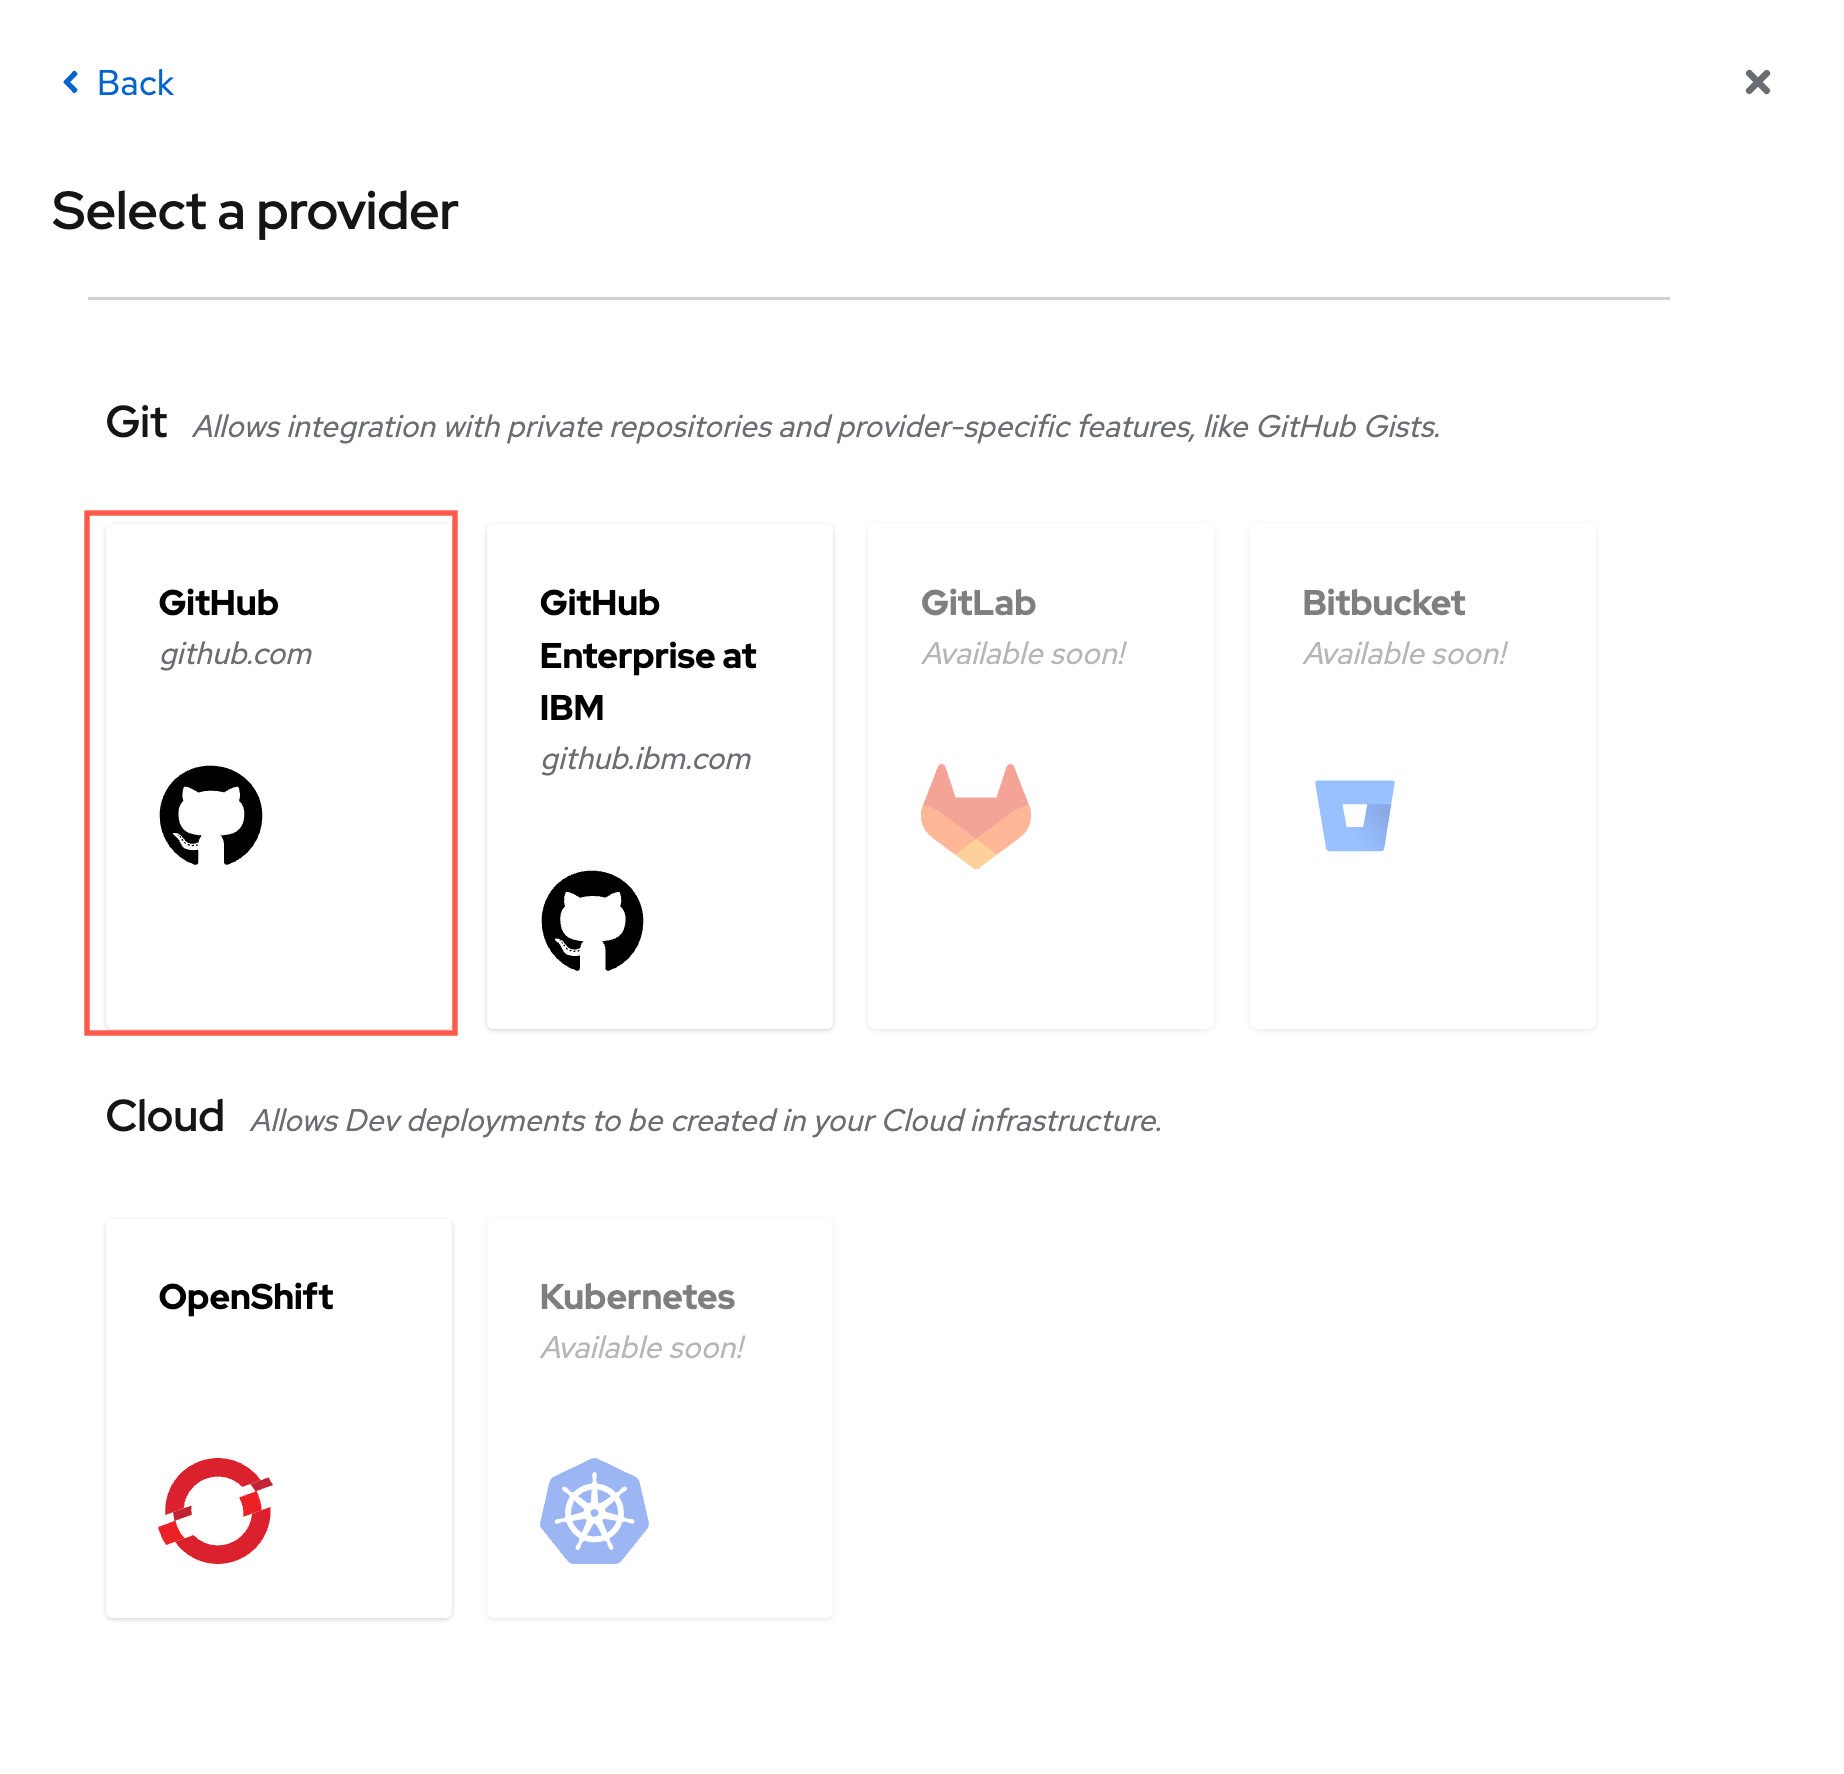 Back
Select a provider
Git Allows integration with private repositories and provider-specific features, like GitHub Gists.
GitHub
github.com
GitHub
Enterprise at
IBM
github.ibm.com
GitLab
Available soon!
Bitbucket
Available soon!
Cloud Allows Dev deployments to be created in your Cloud infrastructure.
OpenShift
Kubernetes
Available soon!